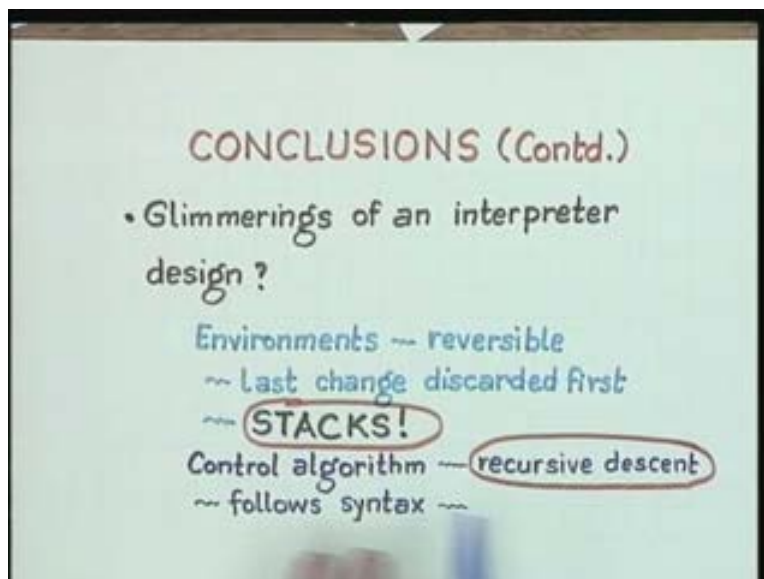 CONCLUSIONS (Contd.)
• Glimmerings of an interpreter
design ?
Environments ~ reversible
~ Last change discarded first
~ STACKS!
Control algorithm ~ recursive descent
~ follows syntax ~